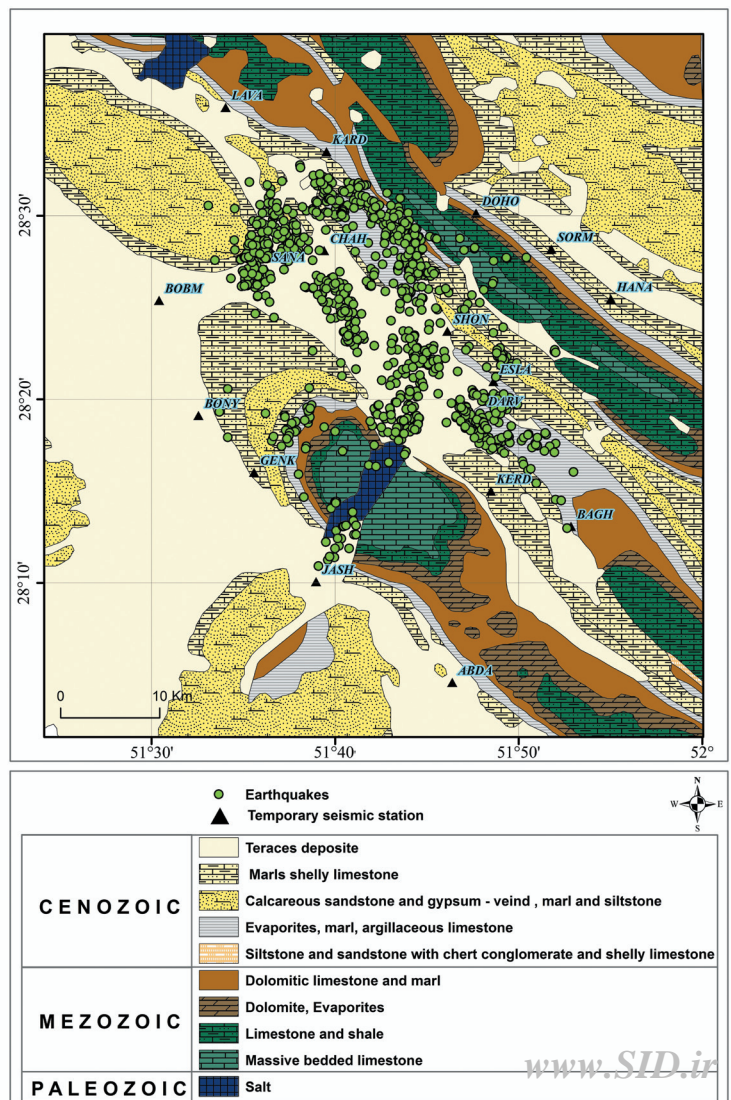 LAVA
KARD
28°30'
DOHO
CHAH
SORM
SANA
BOBM
HANA
SHON
ESLA
28°20'
BONY
DARV
GENK
KERD
BAGH
28°10'
JASH
ABDA
0 10 Km
51°30' 51°40' 51°50' 52°
Earthquakes
Temporary seismic station
N
W E
S
CENOZOIC
Teraces deposite
Marls shelly limestone
Calcareous sandstone and gypsum - veind , marl and siltstone
Evaporites, marl, argillaceous limestone
Siltstone and sandstone with chert conglomerate and shelly limestone
MEZOZOIC
Dolomitic limestone and marl
Dolomite, Evaporites
Limestone and shale
Massive bedded limestone
PALEOZOIC
Salt
www.SID.ir